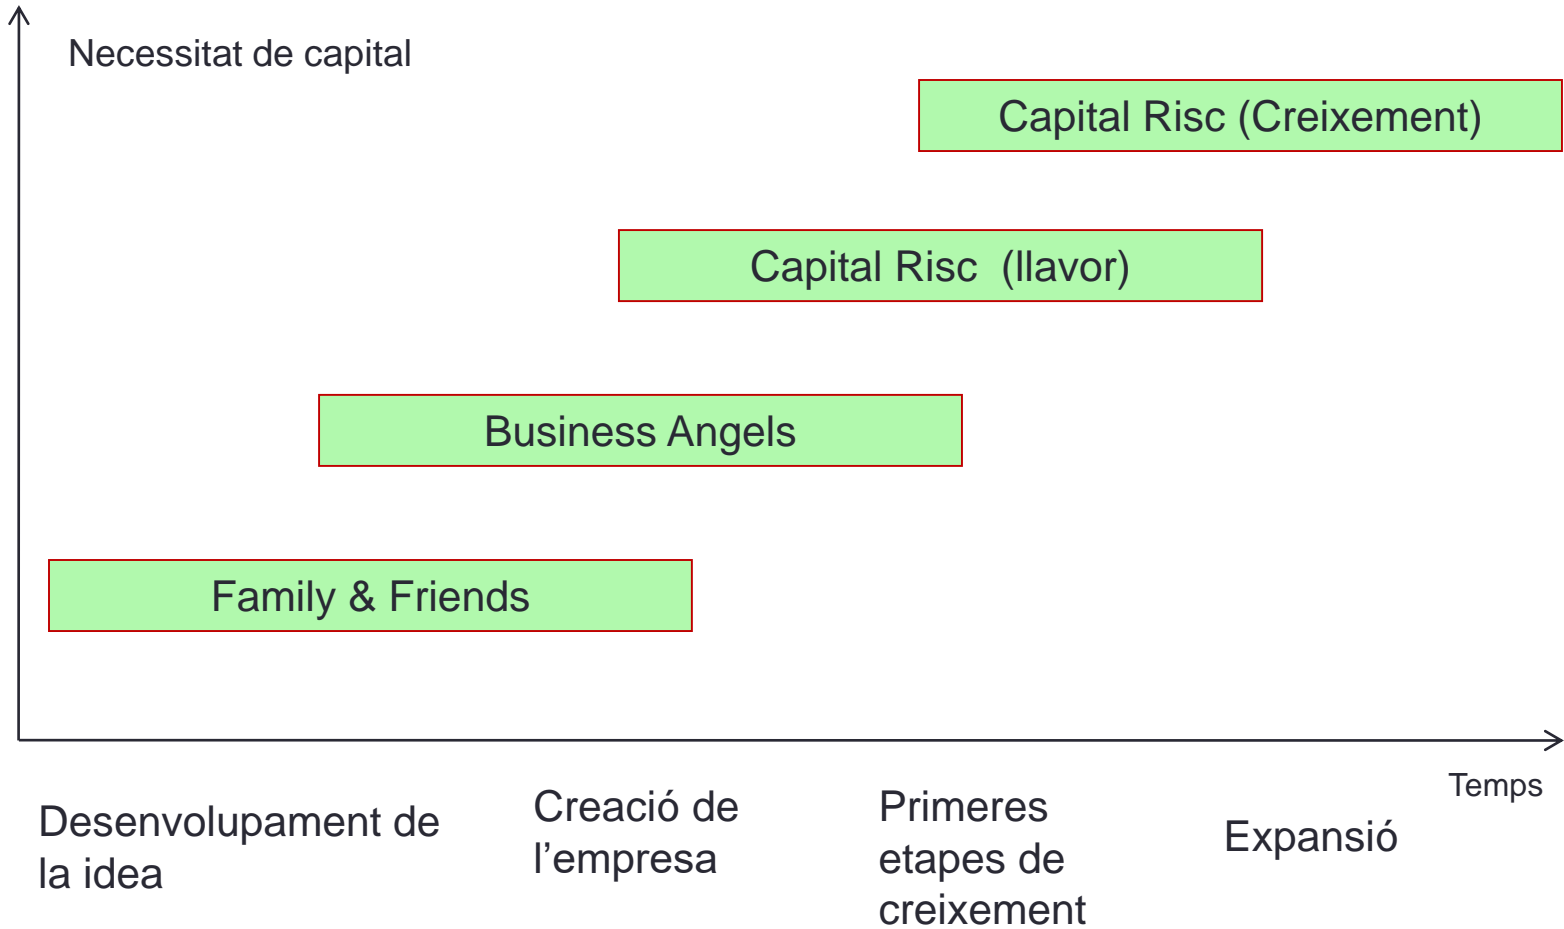 Necessitat de capital
Capital Risc (Creixement)
Capital Risc  (llavor)
Business Angels
Family & Friends
Temps
Desenvolupament de
la idea
Creació de
l’empresa
Primeres
etapes de
creixement
Expansió